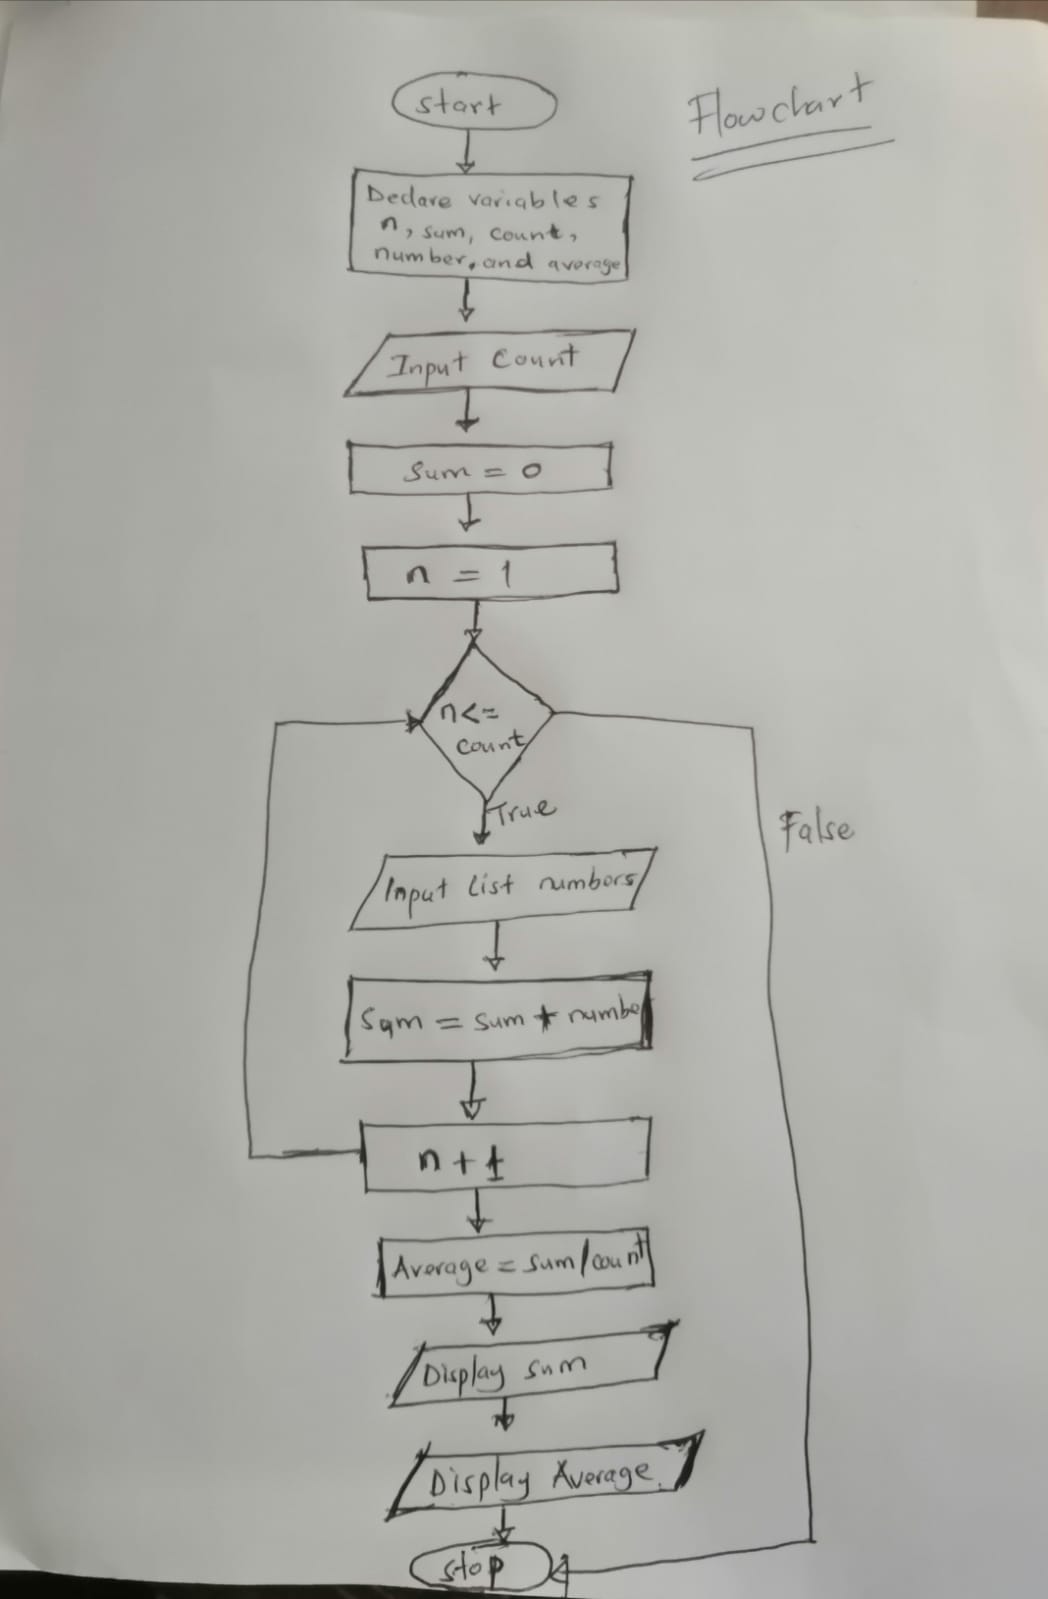 Flowchart
start
Declare variables
n, sum, count,
number, and average
Input Count
Sum = 0
n = 1
n<=
count
True
False
Input list numbers
Sum = sum + numbe
n + 1
Average = sum/count
Display sum
Display Average
stop